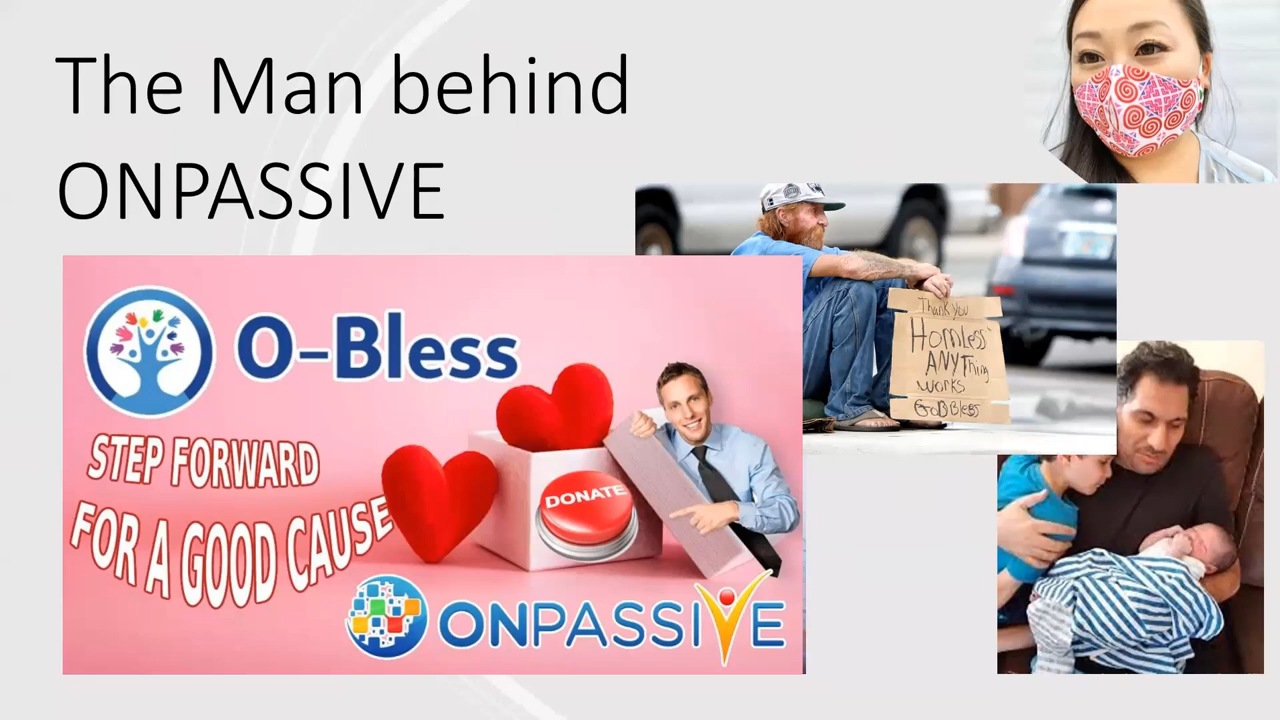 The Man behind
ONPASSIVE
O-Bless
STEP FORWARD
FOR A GOOD CAUSE
DONATE
ONPASSIVE
Thank you
Homless
ANYThing
works
GoD Bless